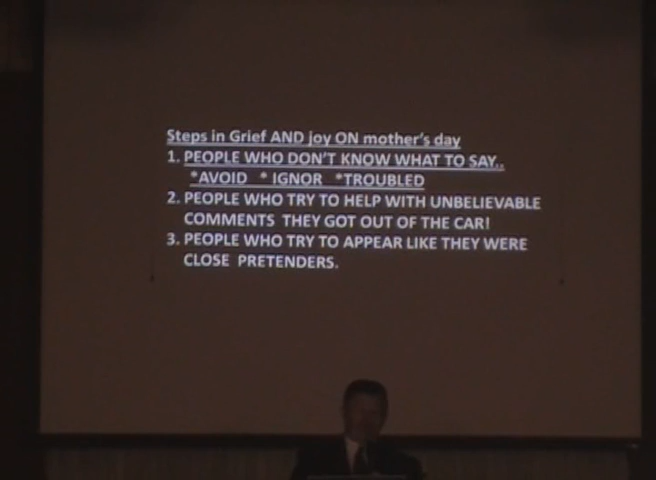 Steps in Grief AND joy ON mother's day
1. PEOPLE WHO DON'T KNOW WHAT TO SAY..
*AVOID * IGNOR *TROUBLED
2. PEOPLE WHO TRY TO HELP WITH UNBELIEVABLE
COMMENTS THEY GOT OUT OF THE CAR!
3. PEOPLE WHO TRY TO APPEAR LIKE THEY WERE
CLOSE PRETENDERS.